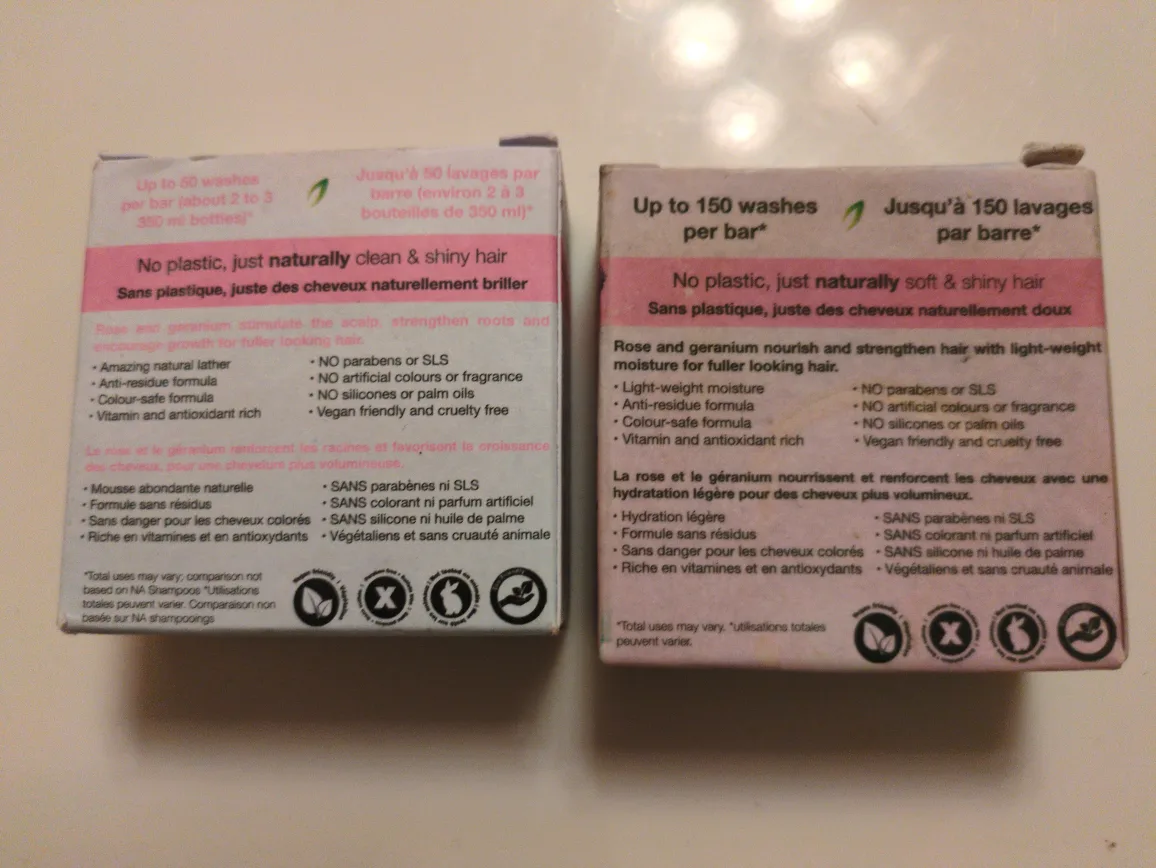 Up to 50 washes
per bar (about 2 to 3
350 ml bottles)*
Jusqu'à 50 lavages par
barre (environ 2 à 3
bouteilles de 350 ml)*
No plastic, just naturally clean & shiny hair
Sans plastique, juste des cheveux naturellement briller
Rose and geranium stimulate the scalp, strengthen roots and
encourage growth for fuller looking hair.
• Amazing natural lather
• Anti-residue formula
• Colour-safe formula
• Vitamin and antioxidant rich
• NO parabens or SLS
• NO artificial colours or fragrance
• NO silicones or palm oils
• Vegan friendly and cruelty free
La rose et le géranium renforcent les racines et favorisent la croissance
des cheveux, pour une chevelure plus volumineuse.
• Mousse abondante naturelle
• Formule sans résidus
• Sans danger pour les cheveux colorés
• Riche en vitamines et en antioxydants
• SANS parabènes ni SLS
• SANS colorant ni parfum artificiel
• SANS silicone ni huile de palme
• Végétaliens et sans cruauté animale
*Total uses may vary; comparison not
based on NA Shampoos *Utilisations
totales peuvent varier. Comparaison non
basée sur NA shampooings
Up to 150 washes
per bar*
Jusqu'à 150 lavages
par barre*
No plastic, just naturally soft & shiny hair
Sans plastique, juste des cheveux naturellement doux
Rose and geranium nourish and strengthen hair with light-weight
moisture for fuller looking hair.
• Light-weight moisture
• Anti-residue formula
• Colour-safe formula
• Vitamin and antioxidant rich
• NO parabens or SLS
• NO artificial colours or fragrance
• NO silicones or palm oils
• Vegan friendly and cruelty free
La rose et le géranium nourrissent et renforcent les cheveux avec une
hydratation légère pour des cheveux plus volumineux.
• Hydration légère
• Formule sans résidus
• Sans danger pour les cheveux colorés
• Riche en vitamines et en antioxydants
• SANS parabènes ni SLS
• SANS colorant ni parfum artificiel
• SANS silicone ni huile de palme
• Végétaliens et sans cruauté animale
*Total uses may vary. *utilisations totales
peuvent varier.